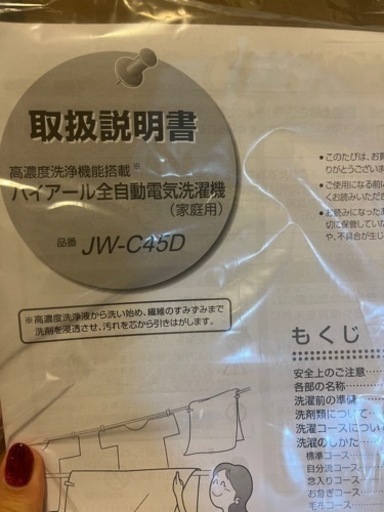 取扱説明書
高濃度洗浄機能搭載※
ハイアール全自動電気洗濯機
(家庭用)
品番 JW-C45D
※高濃度洗浄液から洗い始め、繊維のすみずみまで
洗剤を浸透させ、汚れを芯から引きはがします。
●このたびは、お買
りがとうございま
●ご使用になる前に
くお読みいただき
●お読みになったあ
切に保管していた
や、不具合が生じ
もくじ
安全上のご注意
各部の名称
洗濯前の準備
洗剤類について
洗濯コースについ
洗濯のしかた
標準コース
自分流コース
念入りコース
お急ぎコース
毛布コース